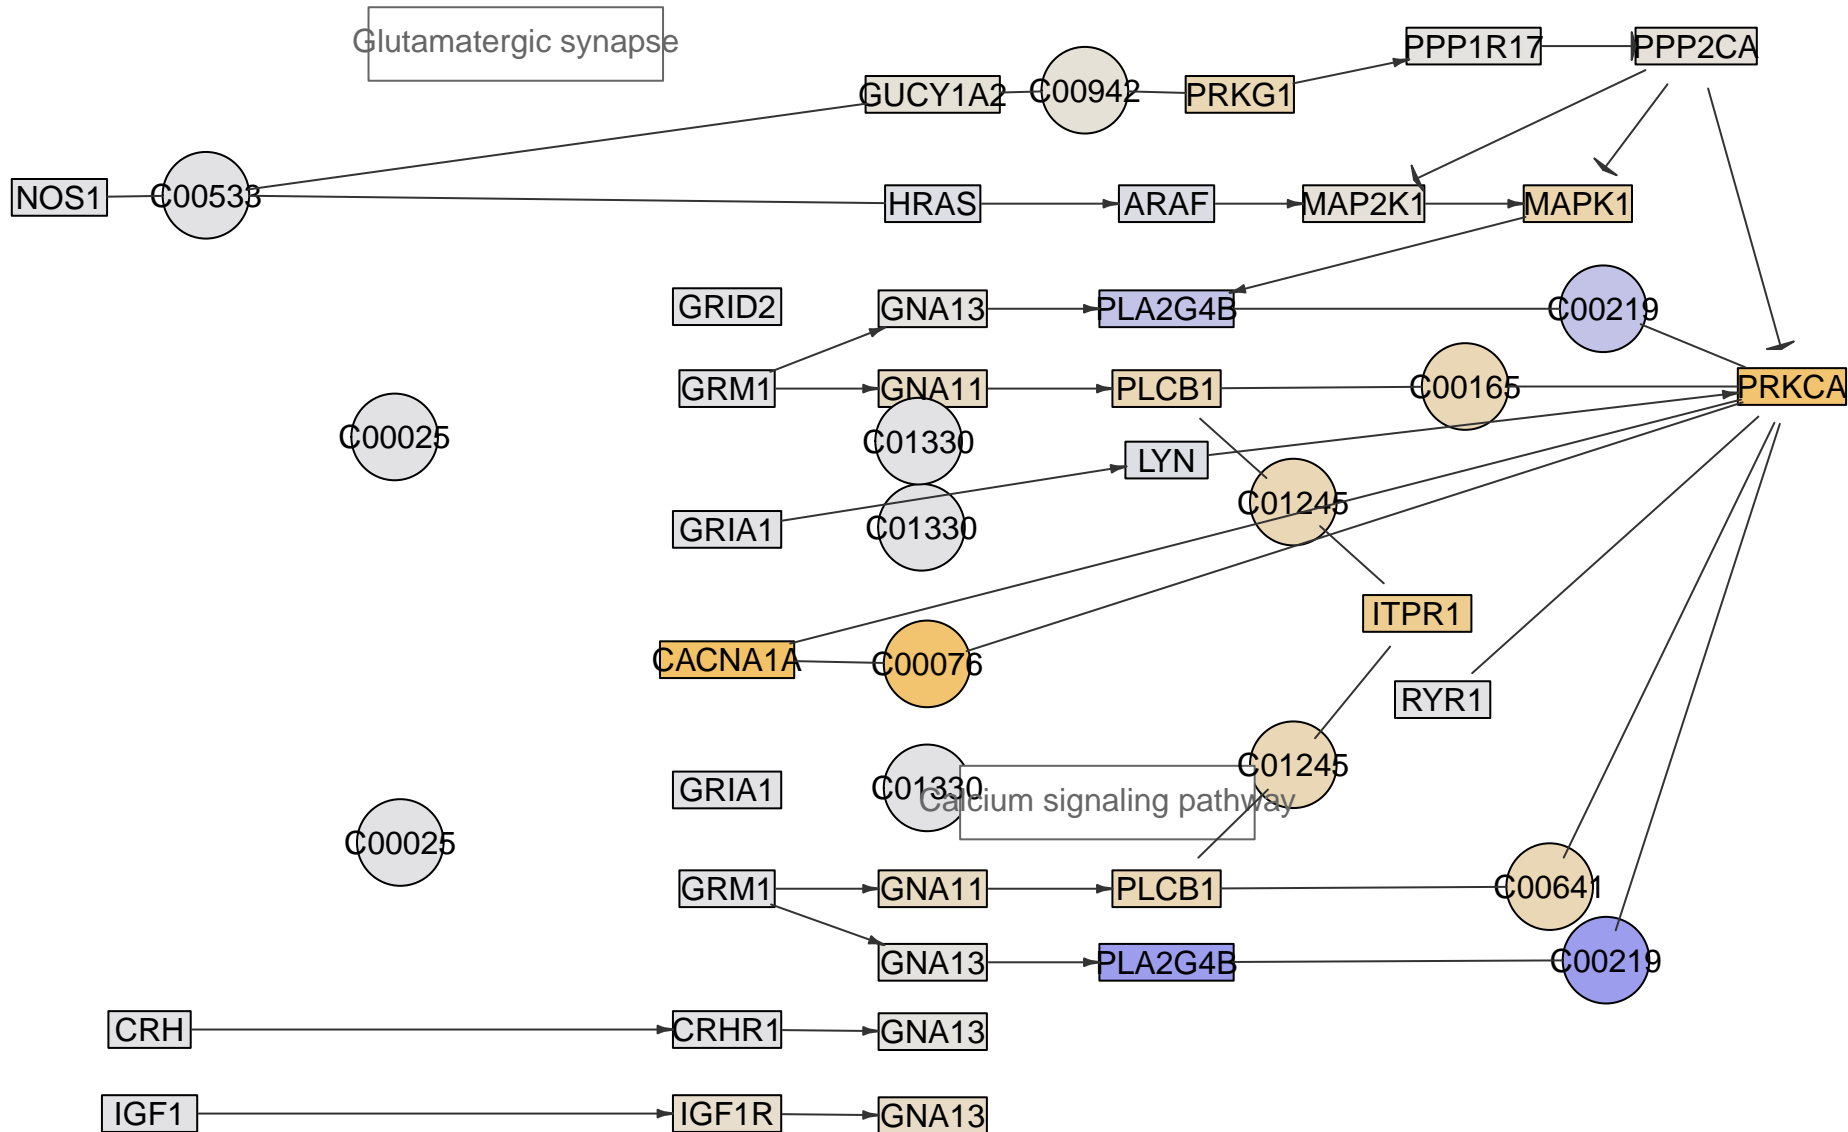 Glutamatergic synapse
PPP1R17
PPP2CA
GUCY1A2
C00942
PRKG1
NOS1
C00533
HRAS
ARAF
MAP2K1
MAPK1
GRID2
GNA13
PLA2G4B
C00219
GRM1
GNA11
PLCB1
C00165
PRKCA
C00025
C01330
LYN
C01245
GRIA1
C01330
ITPR1
CACNA1A
C00076
RYR1
C01245
GRIA1
C01330
Calcium signaling pathway
C00025
GRM1
GNA11
PLCB1
C00641
GNA13
PLA2G4B
C00219
CRH
CRHR1
GNA13
IGF1
IGF1R
GNA13